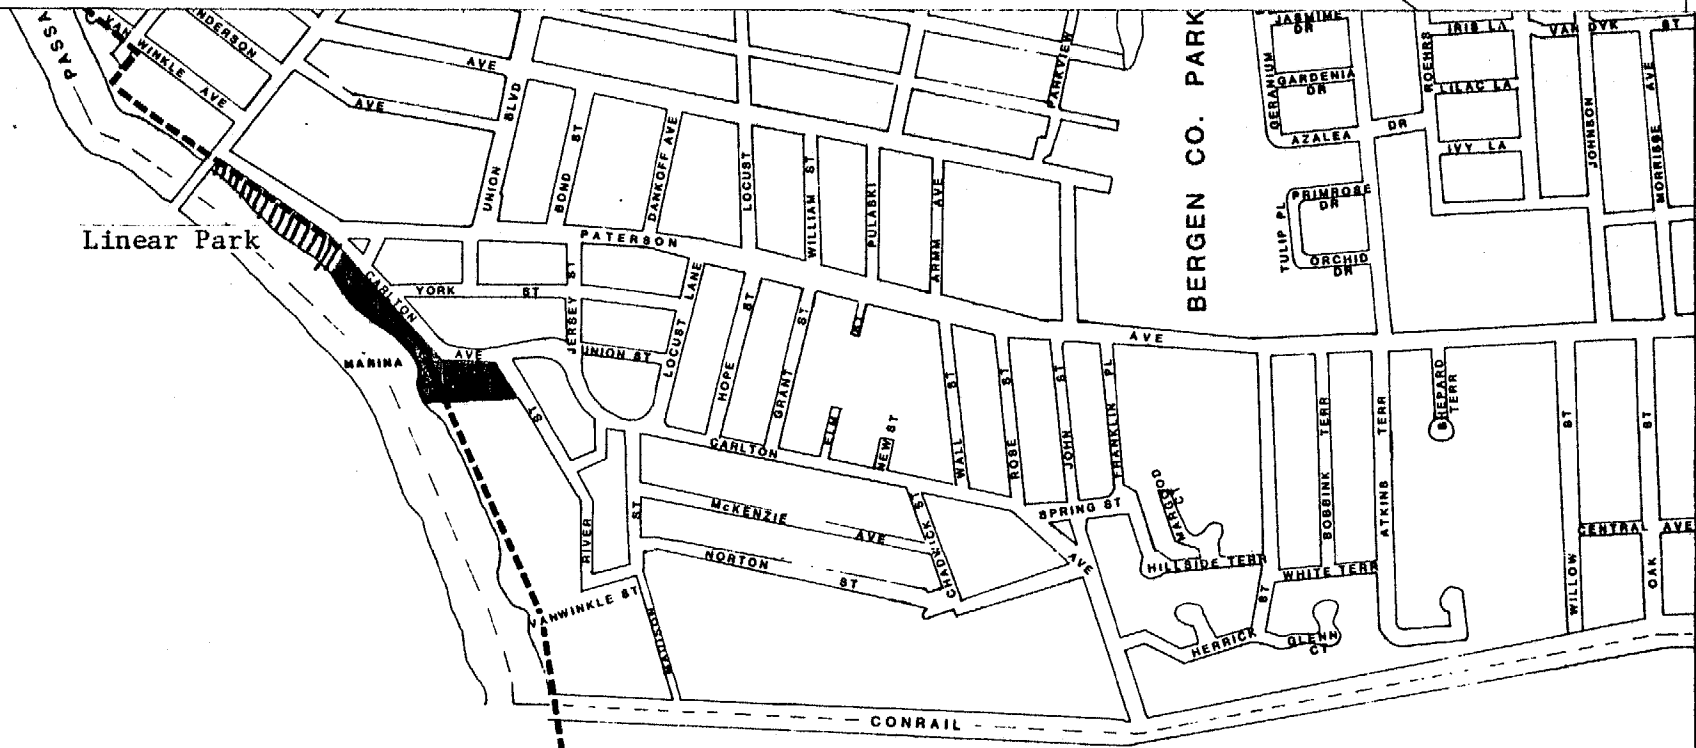 PASSA
VAN WINKLE AVE
NDERSON
AVE
AVE
UNION BLVD
BOND ST
DANKOFF AVE
LOCUST
WILLIAM ST
PULASKI
ARMM AVE
PARKVIEW
BERGEN CO. PARK
JASMIME DR
GERANIUM
GARDENIA DR
AZALEA DR
PRIMROSE DR
TULIP PL
ORCHID DR
ROEHRS
IRIS LA
LILAC LA
IVY LA
VAN DYK ST
JOHNSON
MORRISSE AVE
Linear Park
PATERSON AVE
CARLTON AVE
YORK ST
JERSEY ST
UNION ST
LOCUST LANE
HOPE ST
GRANT ST
MARINA
ST
ELM
NEW ST
WALL ST
ROSE ST
JOHN ST
FRANKLIN PL
CARLTON AVE
SPRING ST
McKENZIE AVE
NORTON ST
CHADWICK ST
RIVER ST
VANWINKLE ST
MADISON
MARGOOD CT
HILLSIDE TERR
WHITE TERR
BOBBINK TERR
ATKINS TERR
SHEPARD TERR
HERRICK ST
GLENN CT
WILLOW ST
OAK ST
CENTRAL AVE
CONRAIL